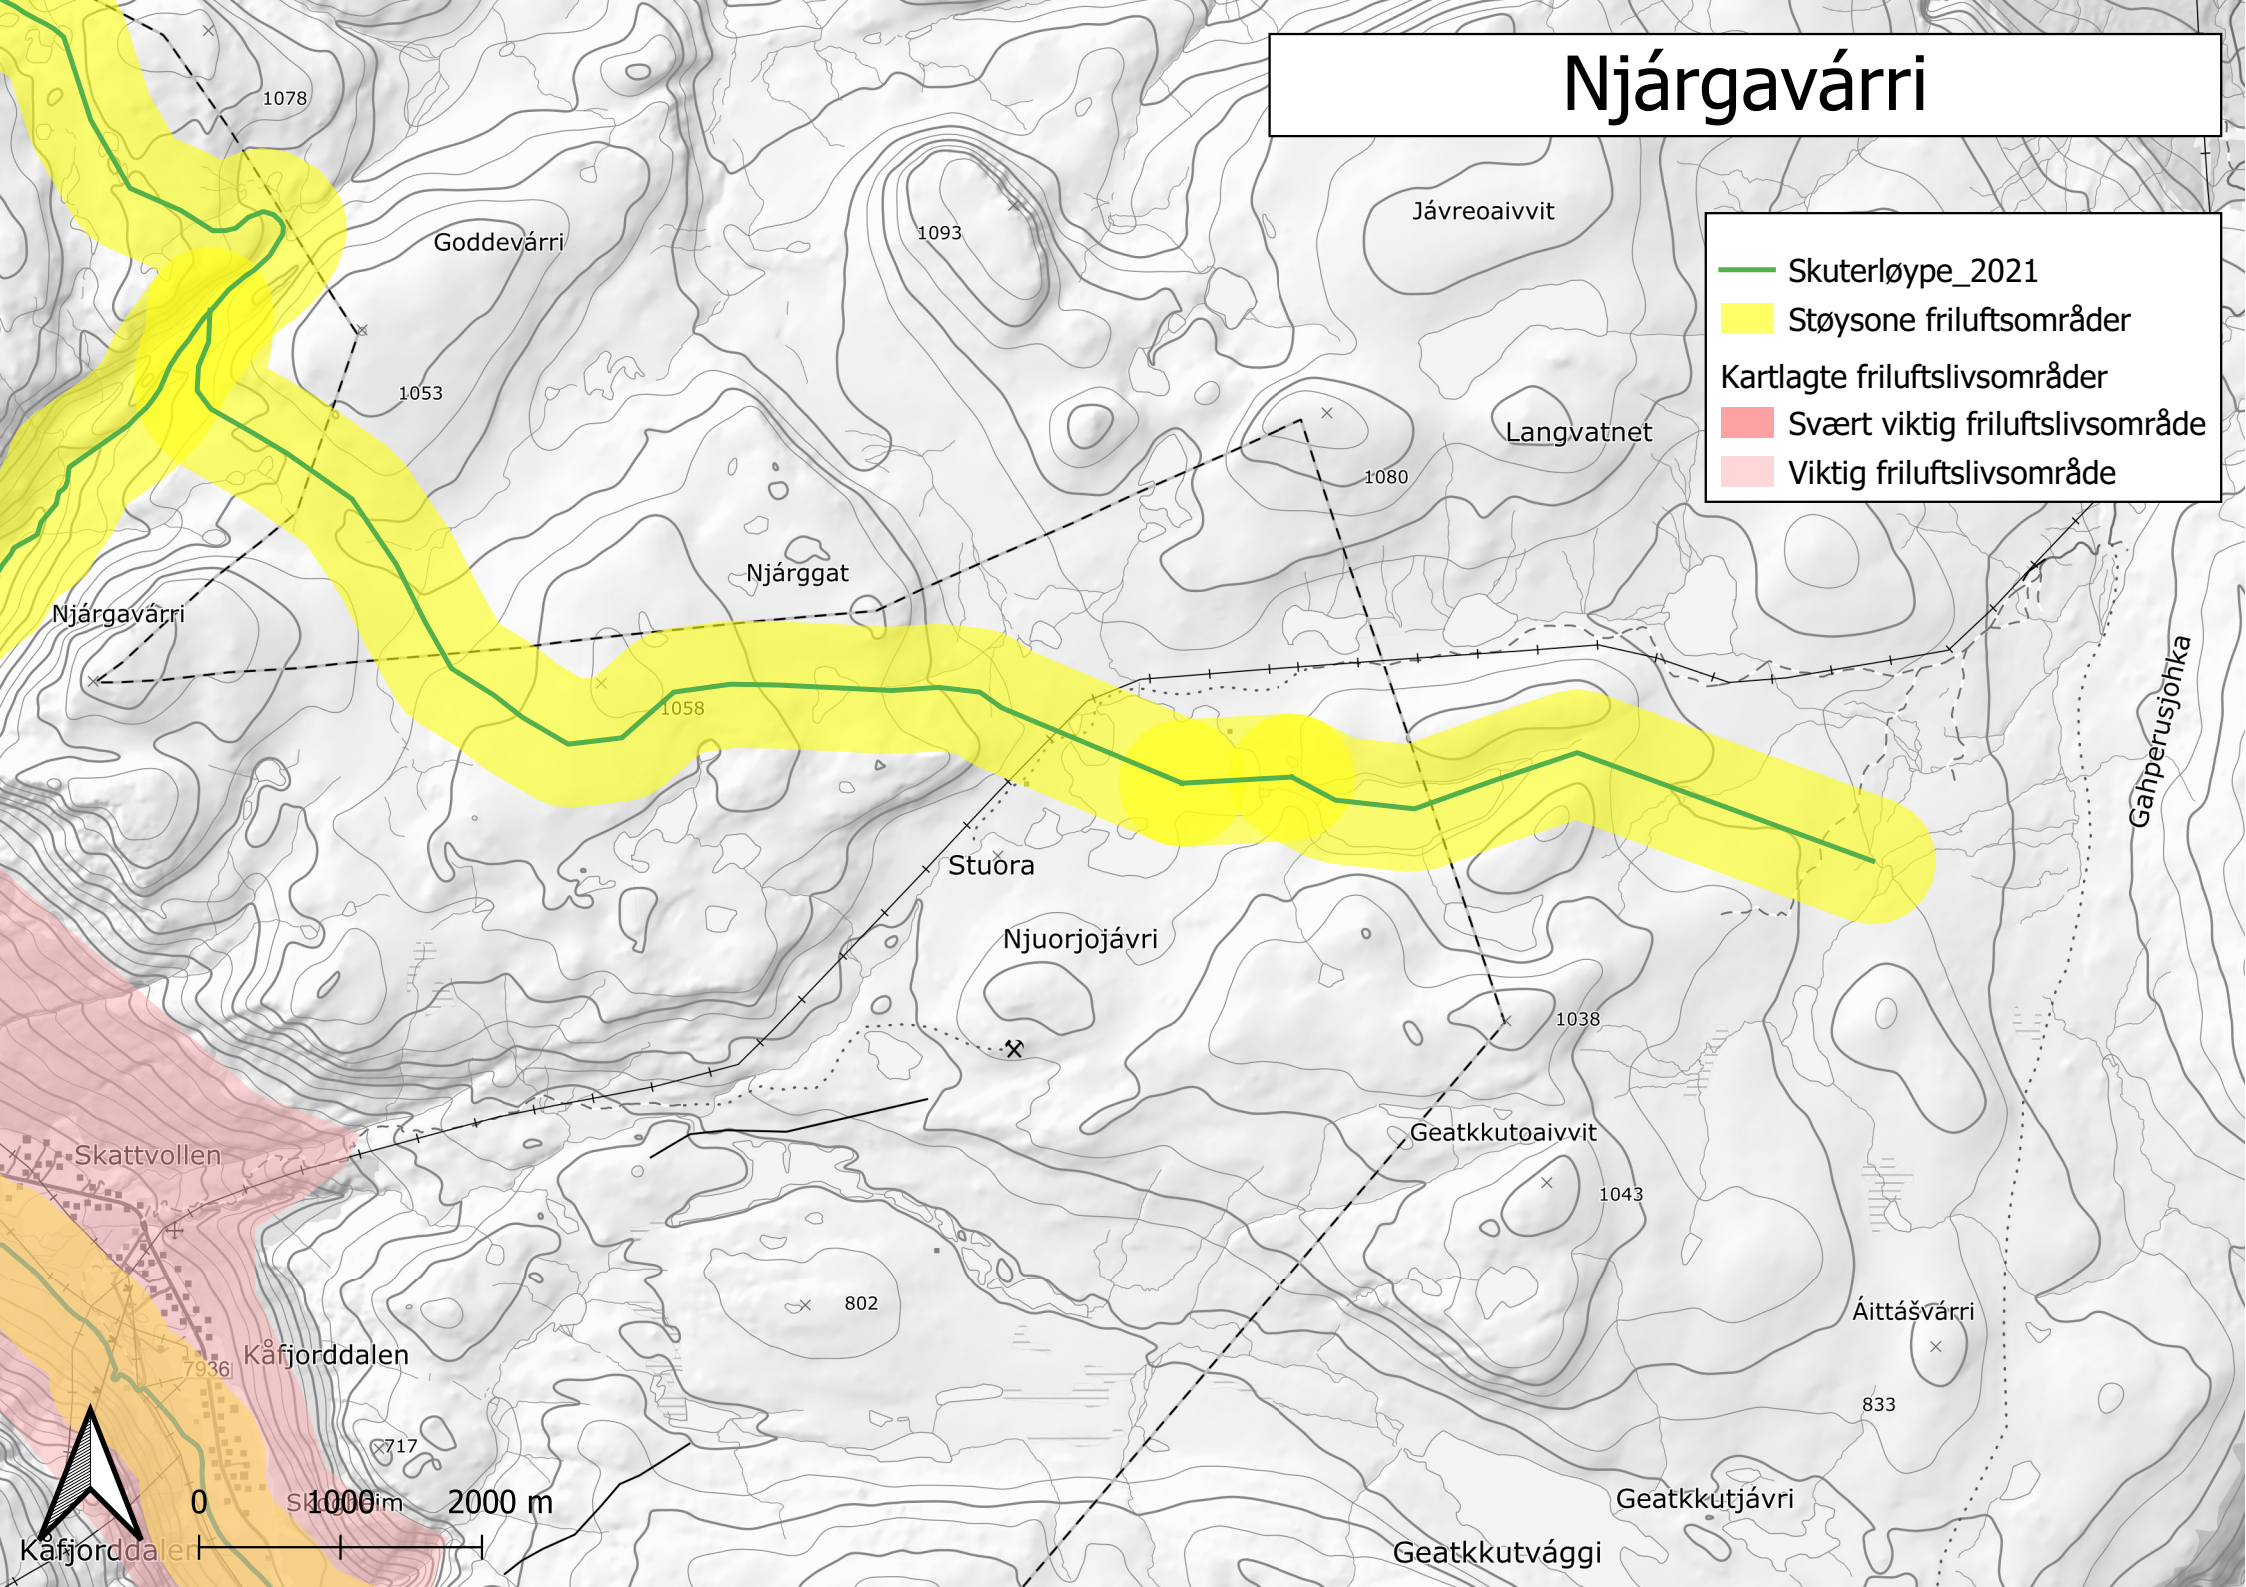 Njárgavárri
1078
Jávreoaivvit
1093
Goddevárri
Skuterløype_2021
Støysone friluftsområder
Kartlagte friluftslivsområder
Svært viktig friluftslivsområde
Viktig friluftslivsområde
1053
Langvatnet
1080
Njárggat
Njárgavárri
Gahperusjohka
1058
Stuora
Njuorjojávri
1038
Geatkkutoaivvit
Skattvollen
1043
802
Áittášvárri
Kåfjorddalen
7936
833
717
Skogheim
0 1000 2000 m
Geatkkutjávri
Kåfjorddalen
Geatkkutvággi